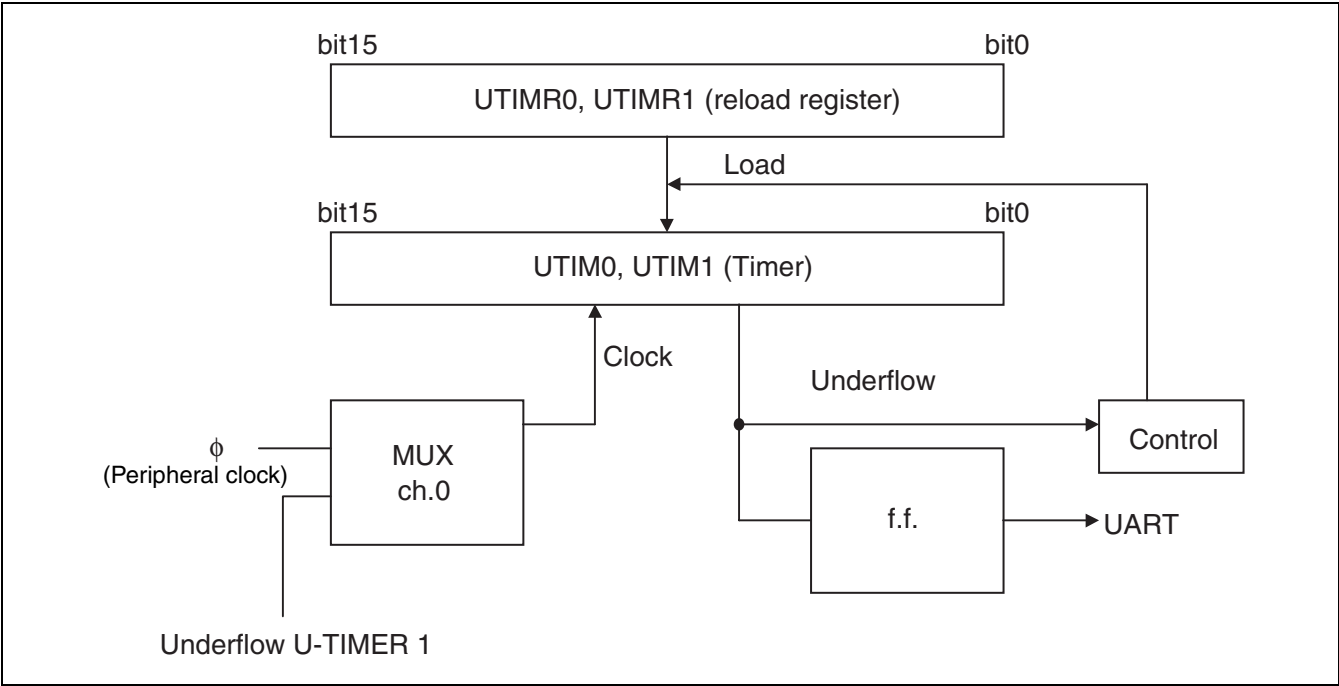 bit15
bit0
UTIMR0, UTIMR1 (reload register)
Load
bit15
bit0
UTIM0, UTIM1 (Timer)
Clock
Underflow
ϕ
(Peripheral clock)
MUX
ch.0
Control
f.f.
UART
Underflow U-TIMER 1